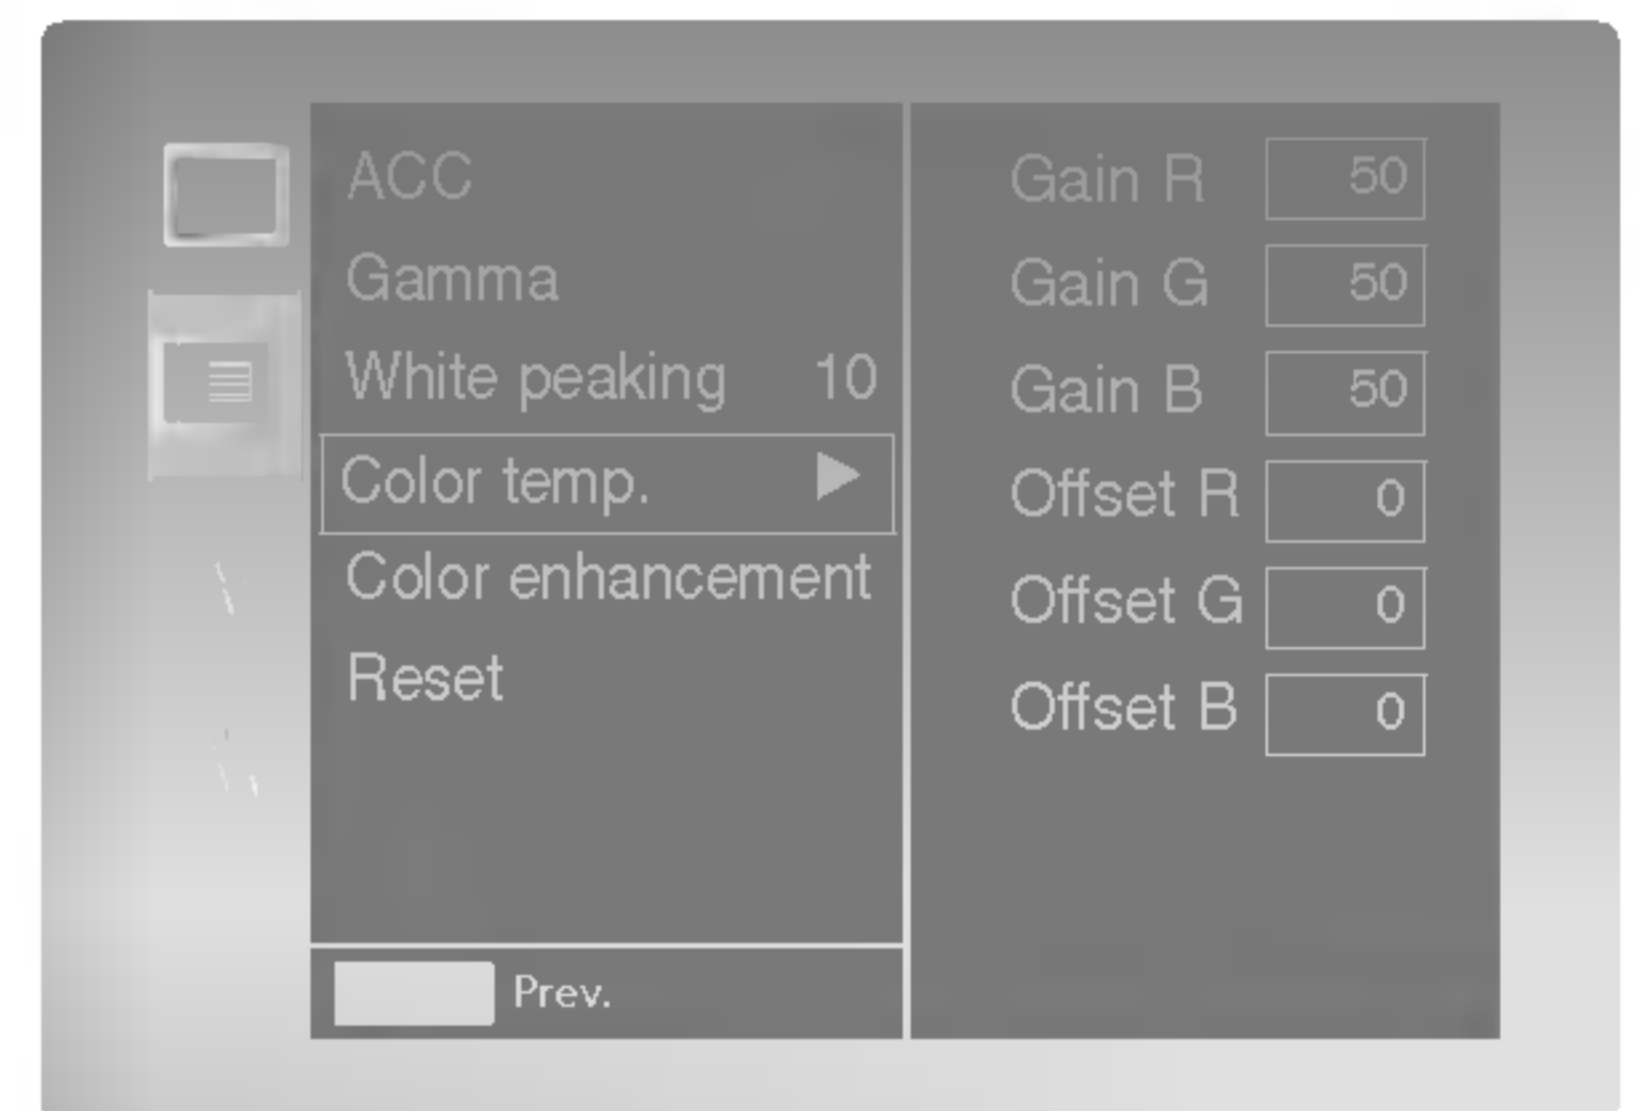 ACC
Gamma
White peaking 10
Color temp.
Color enhancement
Reset
Prev.
Gain R 50
Gain G 50
Gain B 50
Offset R 0
Offset G 0
Offset B 0